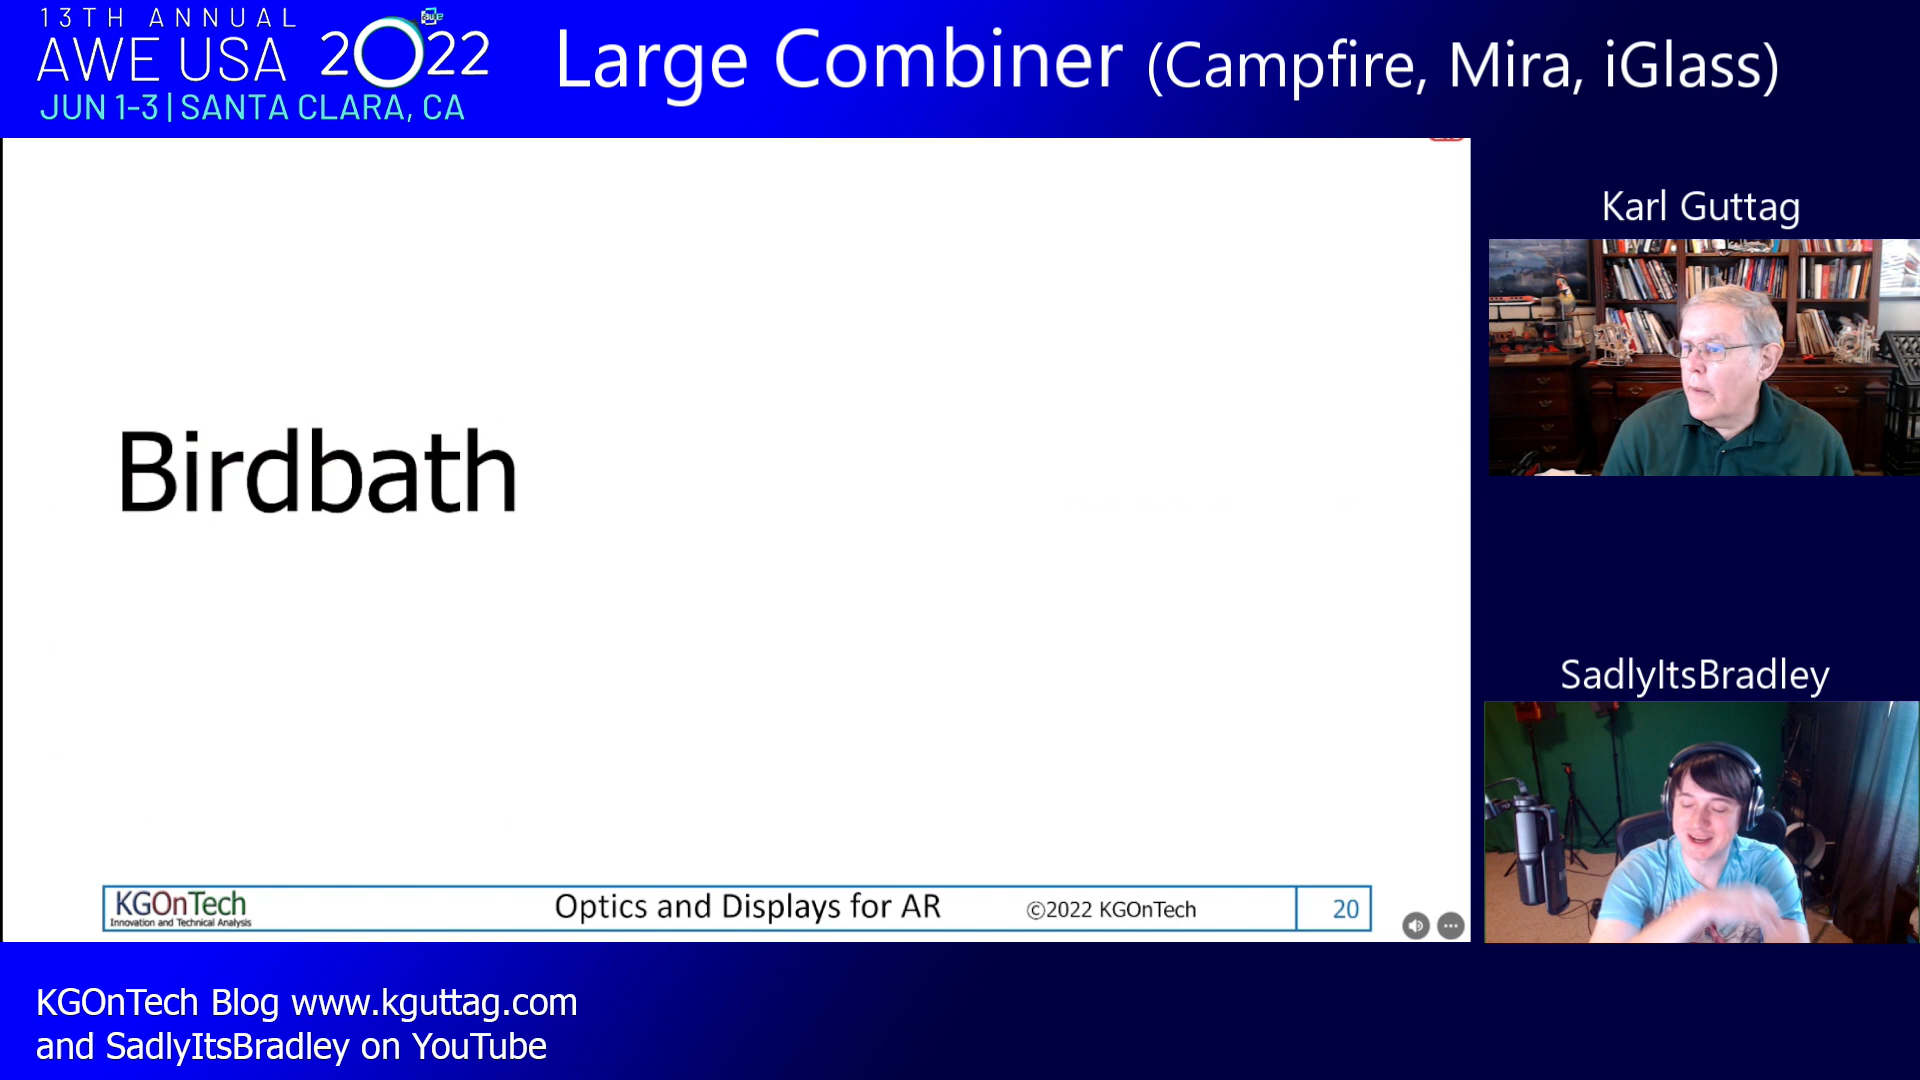 13TH ANNUAL
AWE USA 2022
JUN 1-3 | SANTA CLARA, CA
Large Combiner (Campfire, Mira, iGlass)
Karl Guttag
Birdbath
SadlyItsBradley
KGOnTech
Innovation and Technical Analysis
Optics and Displays for AR
©2022 KGOnTech
20
KGOnTech Blog www.kguttag.com
and SadlyItsBradley on YouTube